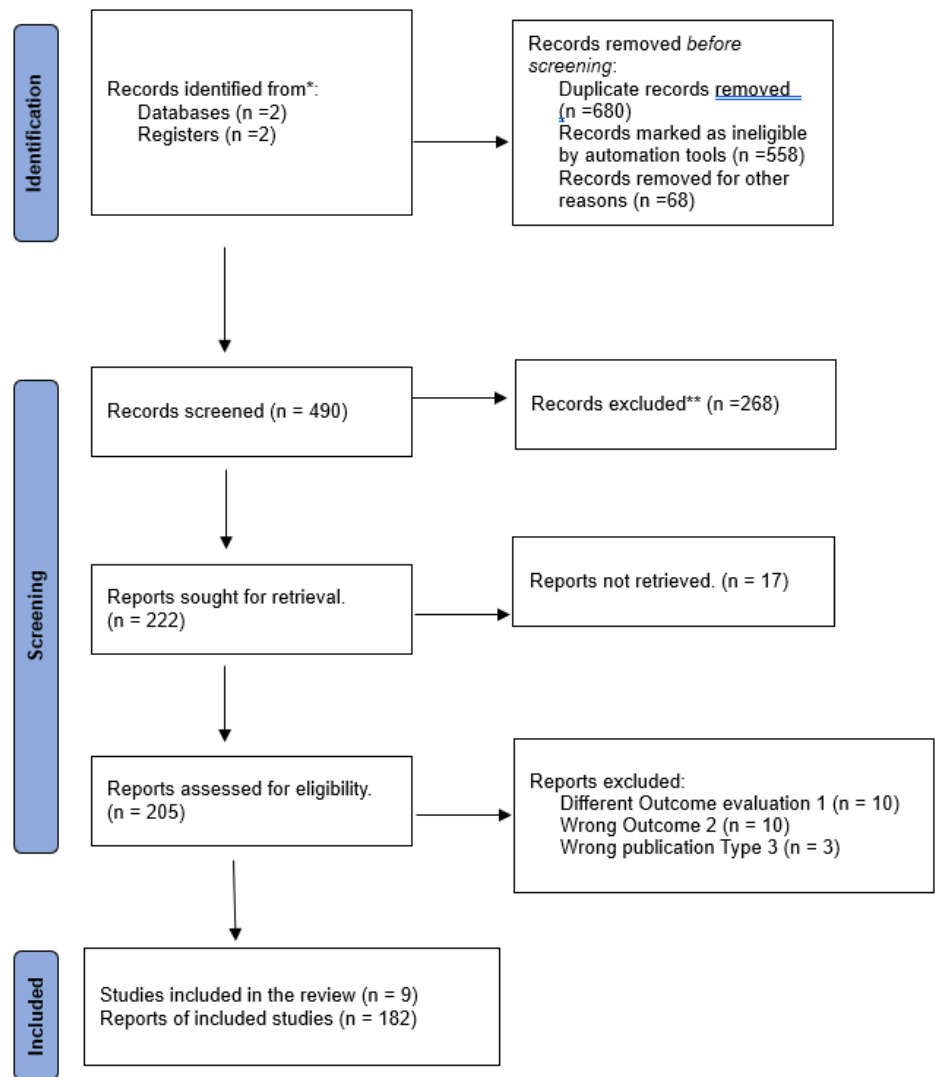 Identification
Records identified from*:
Databases (n =2)
Registers (n =2)
Records removed before
screening:
Duplicate records removed
(n =680)
Records marked as ineligible
by automation tools (n =558)
Records removed for other
reasons (n =68)
Screening
Records screened (n = 490)
Records excluded** (n =268)
Reports sought for retrieval.
(n = 222)
Reports not retrieved. (n = 17)
Reports assessed for eligibility.
(n = 205)
Reports excluded:
Different Outcome evaluation 1 (n = 10)
Wrong Outcome 2 (n = 10)
Wrong publication Type 3 (n = 3)
Included
Studies included in the review (n = 9)
Reports of included studies (n = 182)